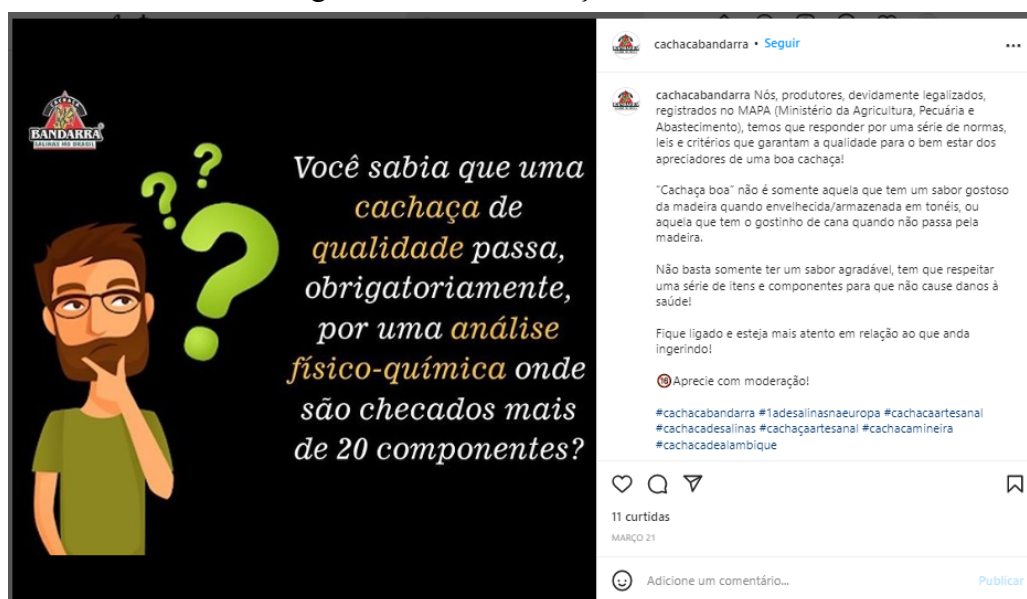 CACHAÇA
BANDARRA
SALINAS MG BRASIL
Você sabia que uma
cachaça de
qualidade passa,
obrigatoriamente,
por uma análise
físico-química onde
são checados mais
de 20 componentes?
cachacabandarra • Seguir
cachacabandarra Nós, produtores, devidamente legalizados,
registrados no MAPA (Ministério da Agricultura, Pecuária e
Abastecimento), temos que responder por uma série de normas,
leis e critérios que garantam a qualidade para o bem estar dos
apreciadores de uma boa cachaça!
"Cachaça boa" não é somente aquela que tem um sabor gostoso
da madeira quando envelhecida/armazenada em tonéis, ou
aquela que tem o gostinho de cana quando não passa pela
madeira.
Não basta somente ter um sabor agradável, tem que respeitar
uma série de itens e componentes para que não cause danos à
saúde!
Fique ligado e esteja mais atento em relação ao que anda
ingerindo!
🔞Aprecie com moderação!
#cachacabandarra #1adesalinasnaeuropa #cachacaartesanal
#cachacadesalinas #cachaçaartesanal #cachacamineira
#cachacadealambique
11 curtidas
MARÇO 21
Adicione um comentário... Publicar